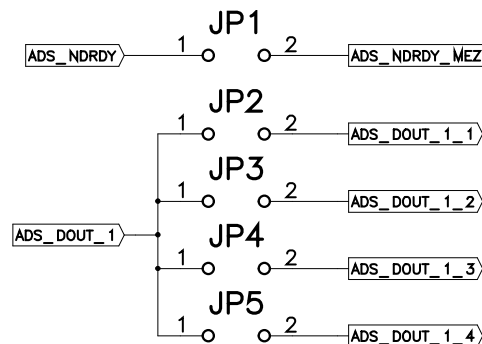 JP1
1 2
ADS_NDRDY ADS_NDRDY_MEZ
JP2
1 2
ADS_DOUT_1_1
JP3
1 2
ADS_DOUT_1_2
ADS_DOUT_1
JP4
1 2
ADS_DOUT_1_3
JP5
1 2
ADS_DOUT_1_4